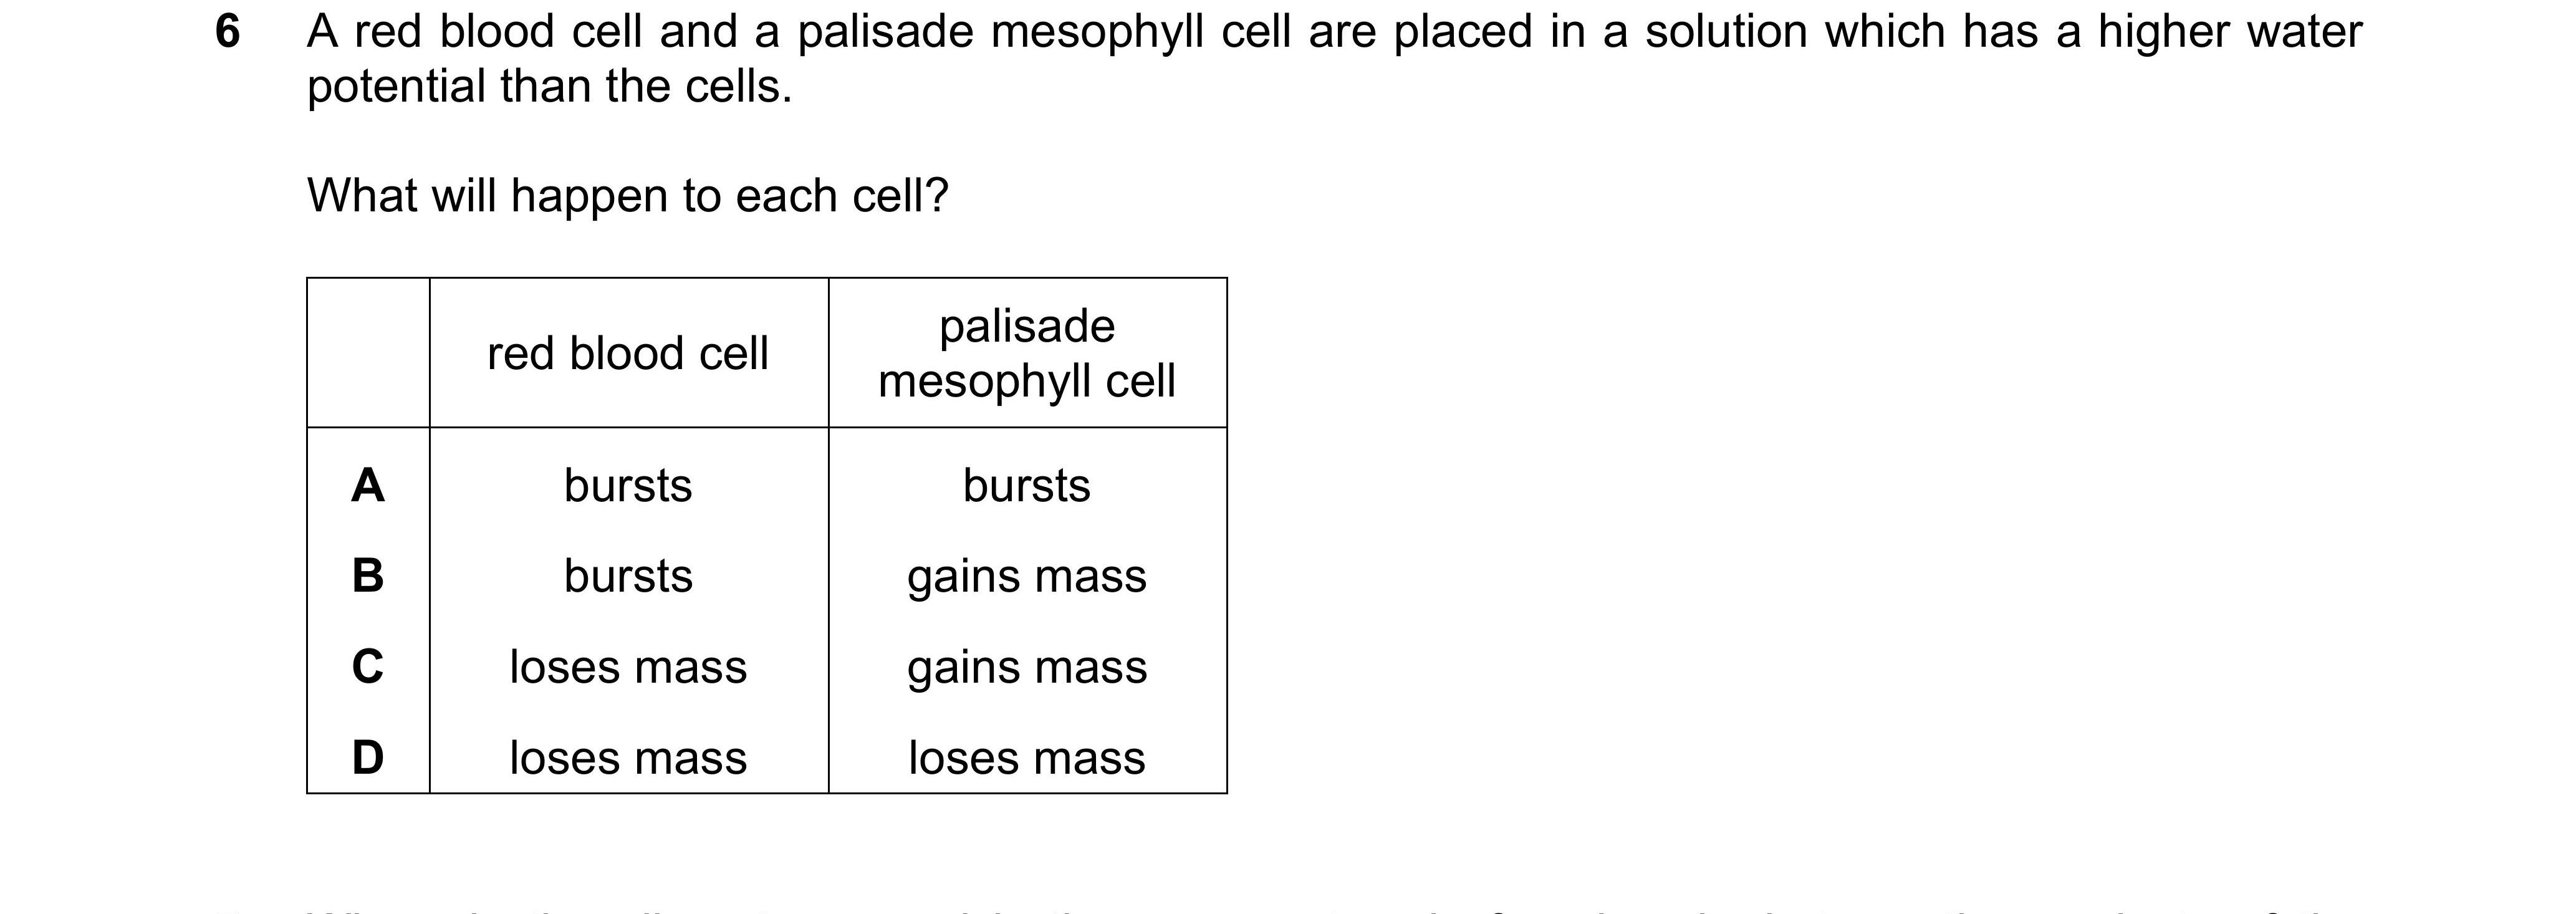 6 A red blood cell and a palisade mesophyll cell are placed in a solution which has a higher water
potential than the cells.
What will happen to each cell?
red blood cell palisade mesophyll cell
A bursts bursts
B bursts gains mass
C loses mass gains mass
D loses mass loses mass